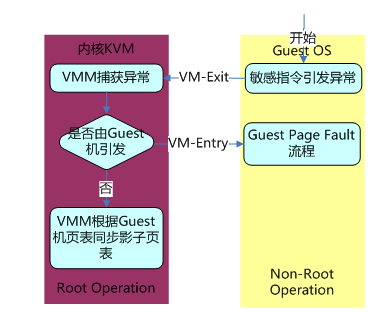 开始
内核KVM
Guest OS
VMM捕获异常
VM-Exit
敏感指令引发异常
是否由Guest
机引发
VM-Entry
Guest Page Fault
流程
否
VMM根据Guest
机页表同步影子页
表
Root Operation
Non-Root
Operation